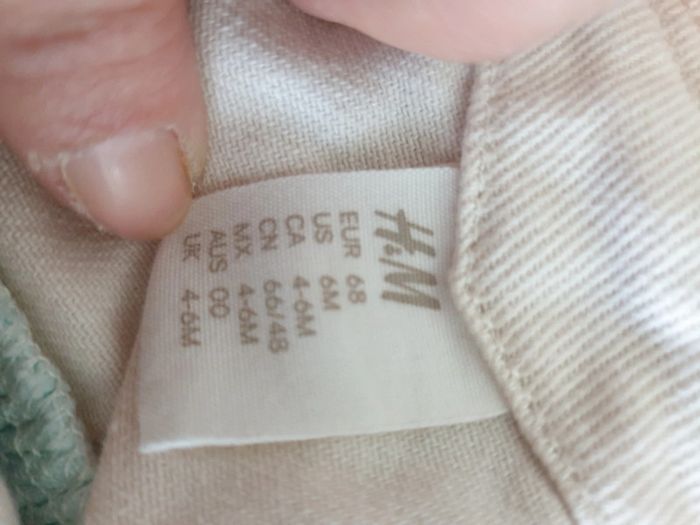 H&M
EUR 68
US 6M
CA 4-6M
CN 66/48
MX 4-6M
AUS 00
UK 4-6M